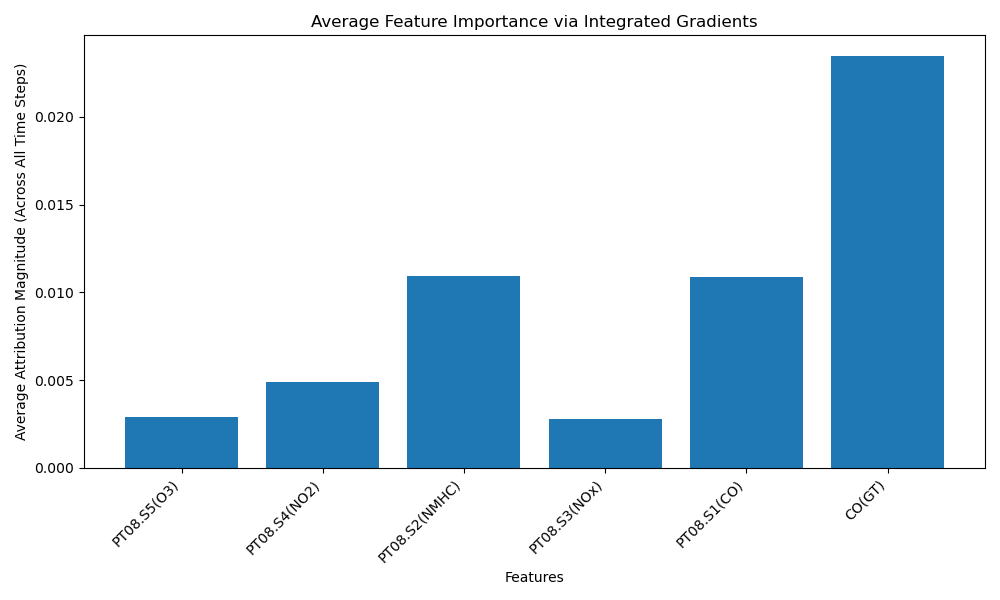 Average Feature Importance via Integrated Gradients
Average Attribution Magnitude (Across All Time Steps)
0.020
0.015
0.010
0.005
0.000
PT08.S5(O3)
PT08.S4(NO2)
PT08.S2(NMHC)
PT08.S3(NOx)
PT08.S1(CO)
CO(GT)
Features